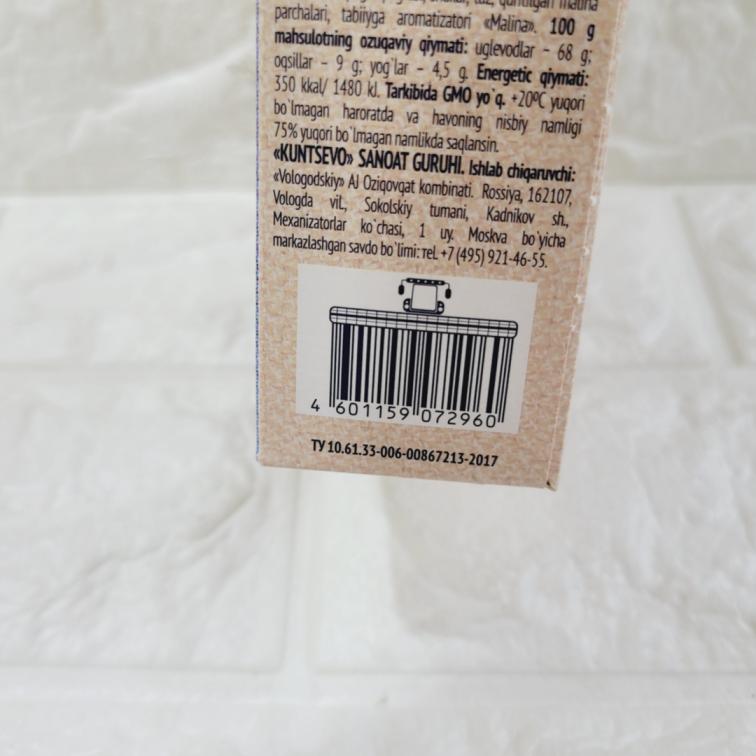 tuz, quritilgan malina
parchalari, tabiiyga aromatizatori «Malina». 100 g
mahsulotning ozuqaviy qiymati: uglevodlar – 68 g;
oqsillar – 9 g; yog`lar – 4,5 g. Energetic qiymati:
350 kkal/ 1480 kJ. Tarkibida GMO yo`q. +20ºC yuqori
bo`lmagan haroratda va havoning nisbiy namligi
75% yuqori bo`lmagan namlikda saqlansin.
«KUNTSEVO» SANOAT GURUHI. Ishlab chiqaruvchi:
«Vologodskiy» AJ Oziqovqat kombinati. Rossiya, 162107,
Vologda vil., Sokolskiy tumani, Kadnikov sh.,
Mexanizatorlar ko`chasi, 1 uy. Moskva bo`yicha
markazlashgan savdo bo`limi: тел. +7 (495) 921-46-55.
4 601159 072960
ТУ 10.61.33-006-00867213-2017